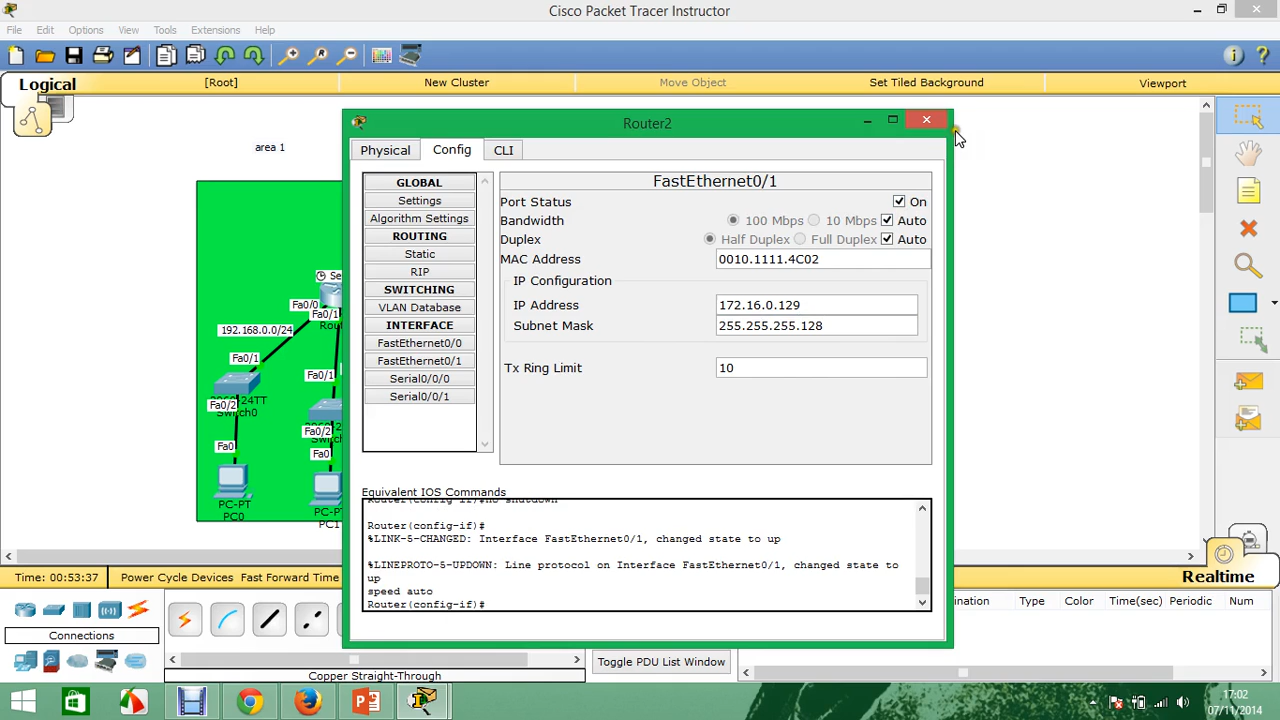 Cisco Packet Tracer Instructor
File Edit Options View Tools Extensions Help
Logical
[Root]
New Cluster
Move Object
Set Tiled Background
Viewport
area 1
192.168.0.0/24
Fa0/0
Fa0/1
Fa0/1
Switch0
Fa0/2
Fa0
PC-PT
PC0
Fa0/1
Fa0/2
Fa0
PC-PT
PC1
Router2
Physical
Config
CLI
GLOBAL
Settings
Algorithm Settings
ROUTING
Static
RIP
SWITCHING
VLAN Database
INTERFACE
FastEthernet0/0
FastEthernet0/1
Serial0/0/0
Serial0/0/1
FastEthernet0/1
Port Status On
Bandwidth 100 Mbps 10 Mbps Auto
Duplex Half Duplex Full Duplex Auto
MAC Address 0010.1111.4C02
IP Configuration
IP Address 172.16.0.129
Subnet Mask 255.255.255.128
Tx Ring Limit 10
Equivalent IOS Commands
Router(config-if)#no shutdown
Router(config-if)#
%LINK-5-CHANGED: Interface FastEthernet0/1, changed state to up
%LINEPROTO-5-UPDOWN: Line protocol on Interface FastEthernet0/1, changed state to
up
speed auto
Router(config-if)#
Time: 00:53:37 Power Cycle Devices Fast Forward Time
Realtime
Connections
Copper Straight-Through
Toggle PDU List Window
Type Color Time(sec) Periodic Num
17:02
07/11/2014